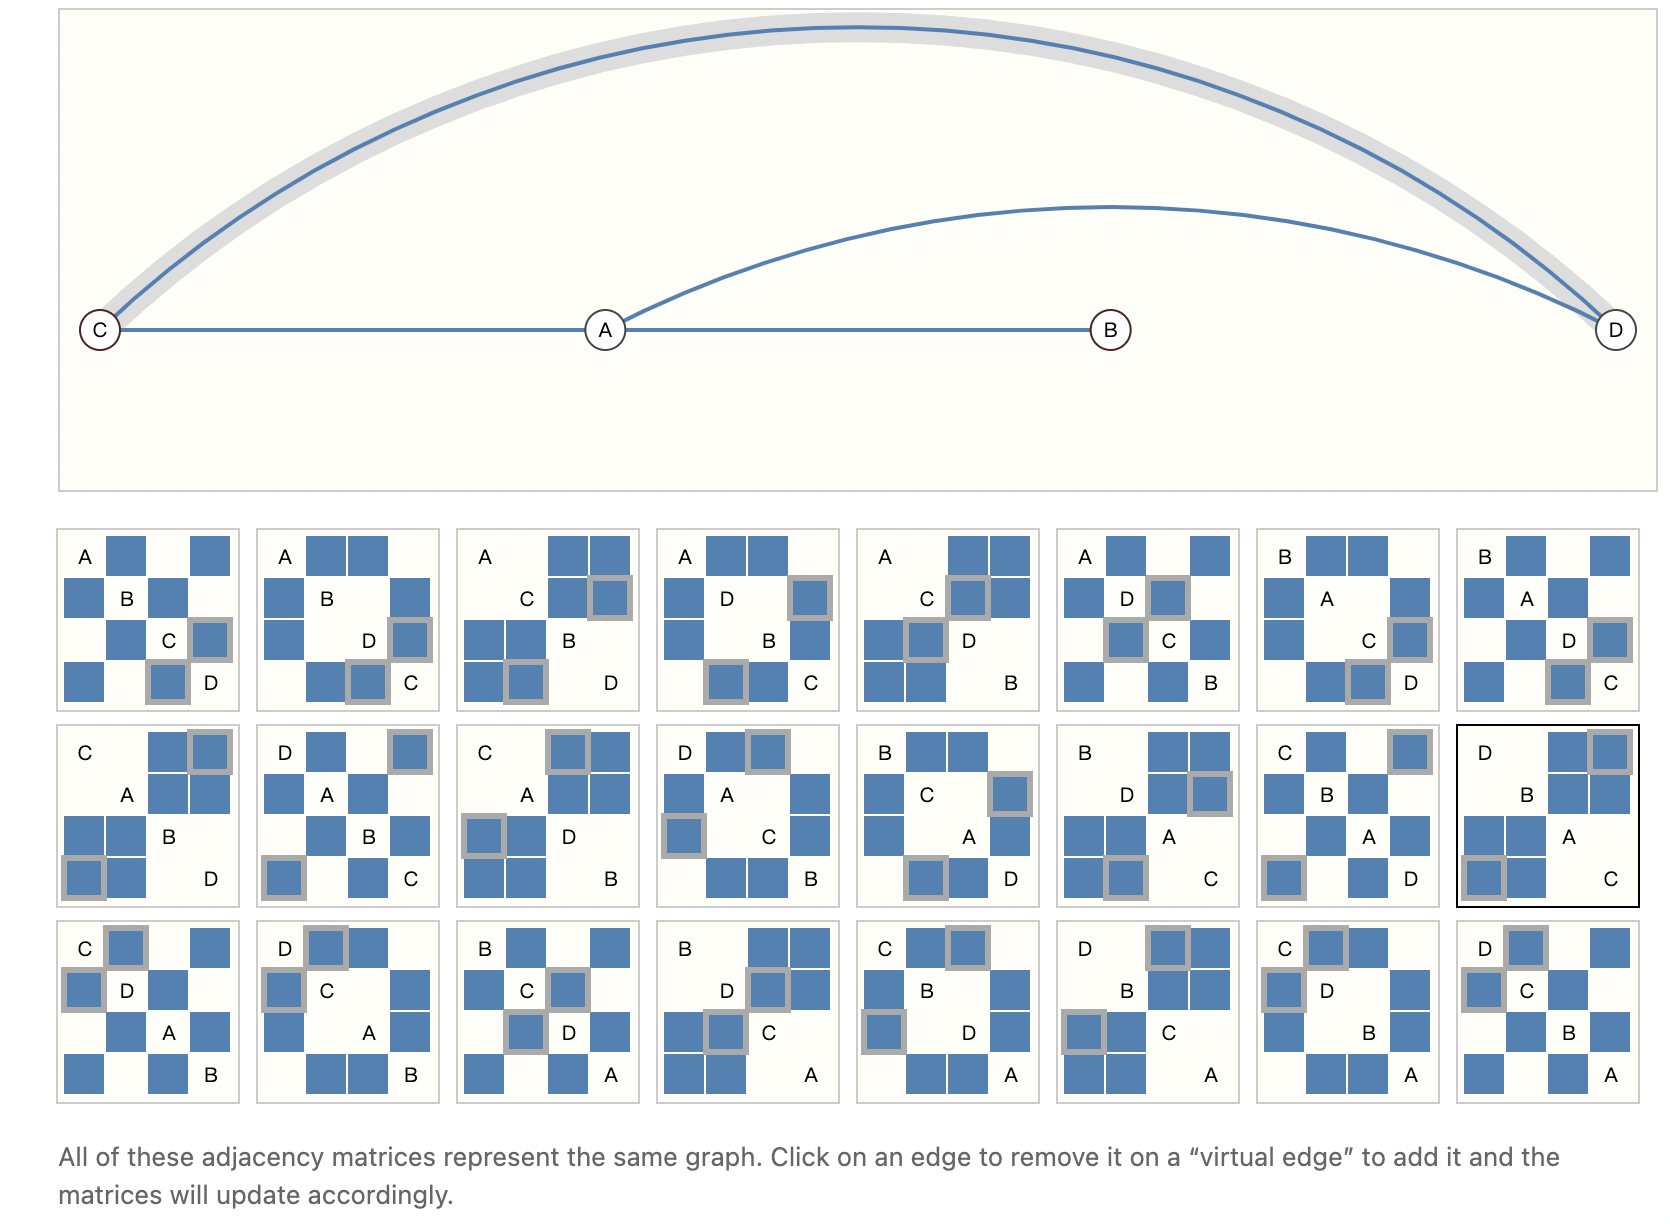 C A B D
A A A A A A B B
B B C D C D A A
C D B B D C C D
D C D C B B D C
C D C D B B C D
A A A A C D B B
B B D C A A A A
D C B B D C D C
C D B B C D C D
D C C D B B D C
A A D C D C B B
B B A A A A A A
All of these adjacency matrices represent the same graph. Click on an edge to remove it on a “virtual edge” to add it and the
matrices will update accordingly.